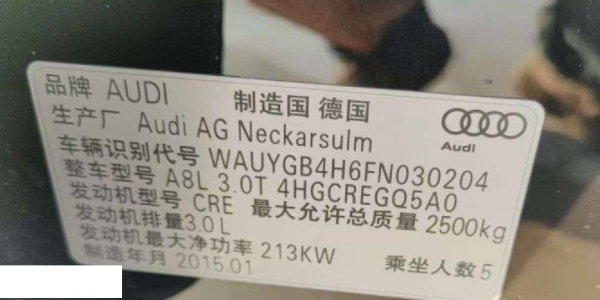 品牌 AUDI 制造国 德国
生产厂 Audi AG Neckarsulm
Audi
车辆识别代号 WAUYGB4H6FN030204
整车型号 A8L 3.0T 4HGCREGQ5A0
发动机型号 CRE 最大允许总质量 2500kg
发动机排量3.0L
发动机最大净功率 213KW 乘坐人数5
制造年月 2015.01